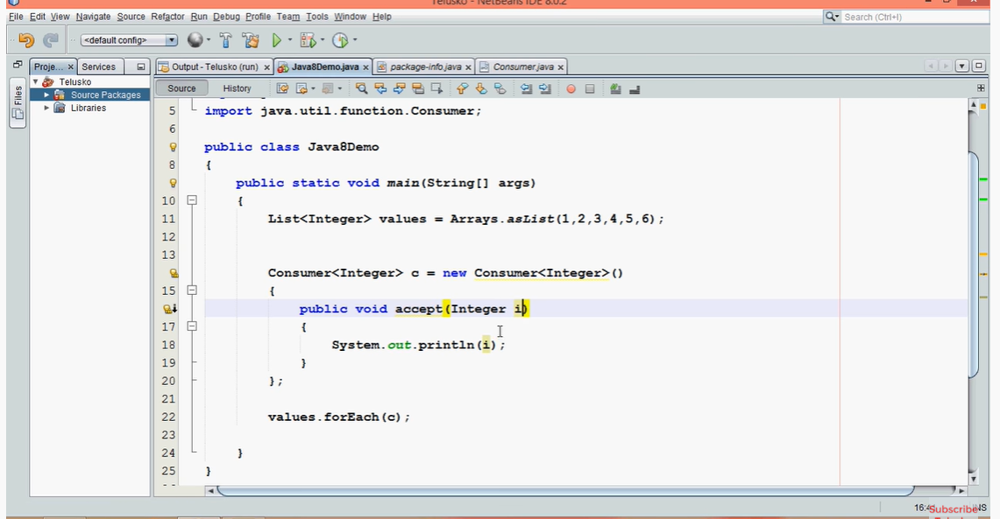 Telusko - NetBeans IDE 8.0.2
File Edit View Navigate Source Refactor Run Debug Profile Team Tools Window Help
Search (Ctrl+I)
<default config>
Proje... × Services
Output - Telusko (run) × Java8Demo.java × package-info.java × Consumer.java ×
Files
Telusko
Source Packages
Libraries
Source History
5 import java.util.function.Consumer;
6
public class Java8Demo
8 {
public static void main(String[] args)
10 {
11 List<Integer> values = Arrays.asList(1,2,3,4,5,6);
12
13
Consumer<Integer> c = new Consumer<Integer>()
15 {
public void accept(Integer i)
17 {
18 System.out.println(i);
19 }
20 };
21
22 values.forEach(c);
23
24 }
25 }
Subscribe